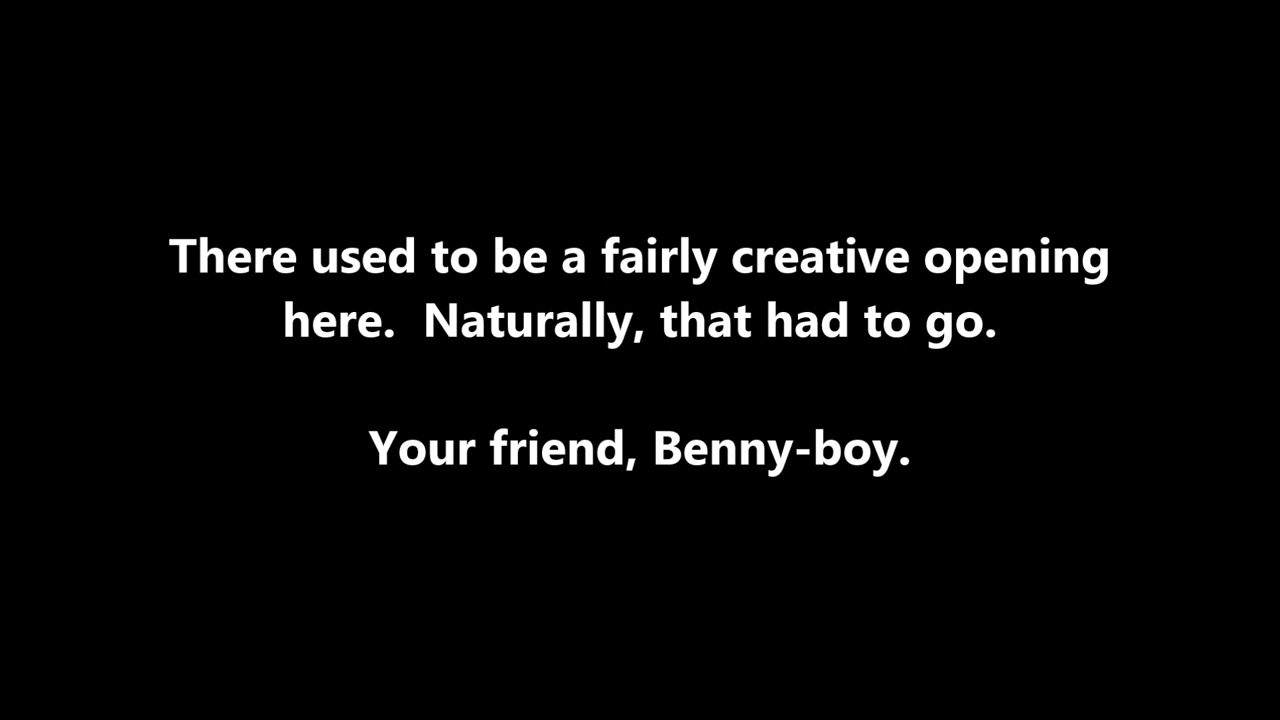 There used to be a fairly creative opening
here.  Naturally, that had to go.
Your friend, Benny-boy.